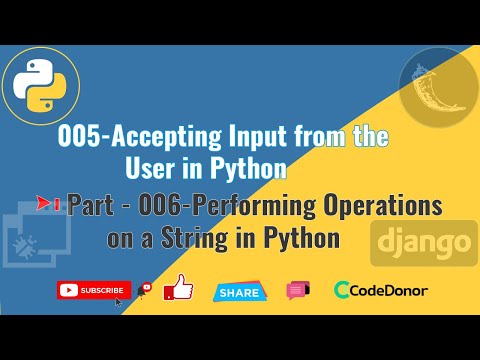 005-Accepting Input from the
User in Python
Part - 006-Performing Operations
on a String in Python
django
SUBSCRIBE
SHARE
CodeDonor